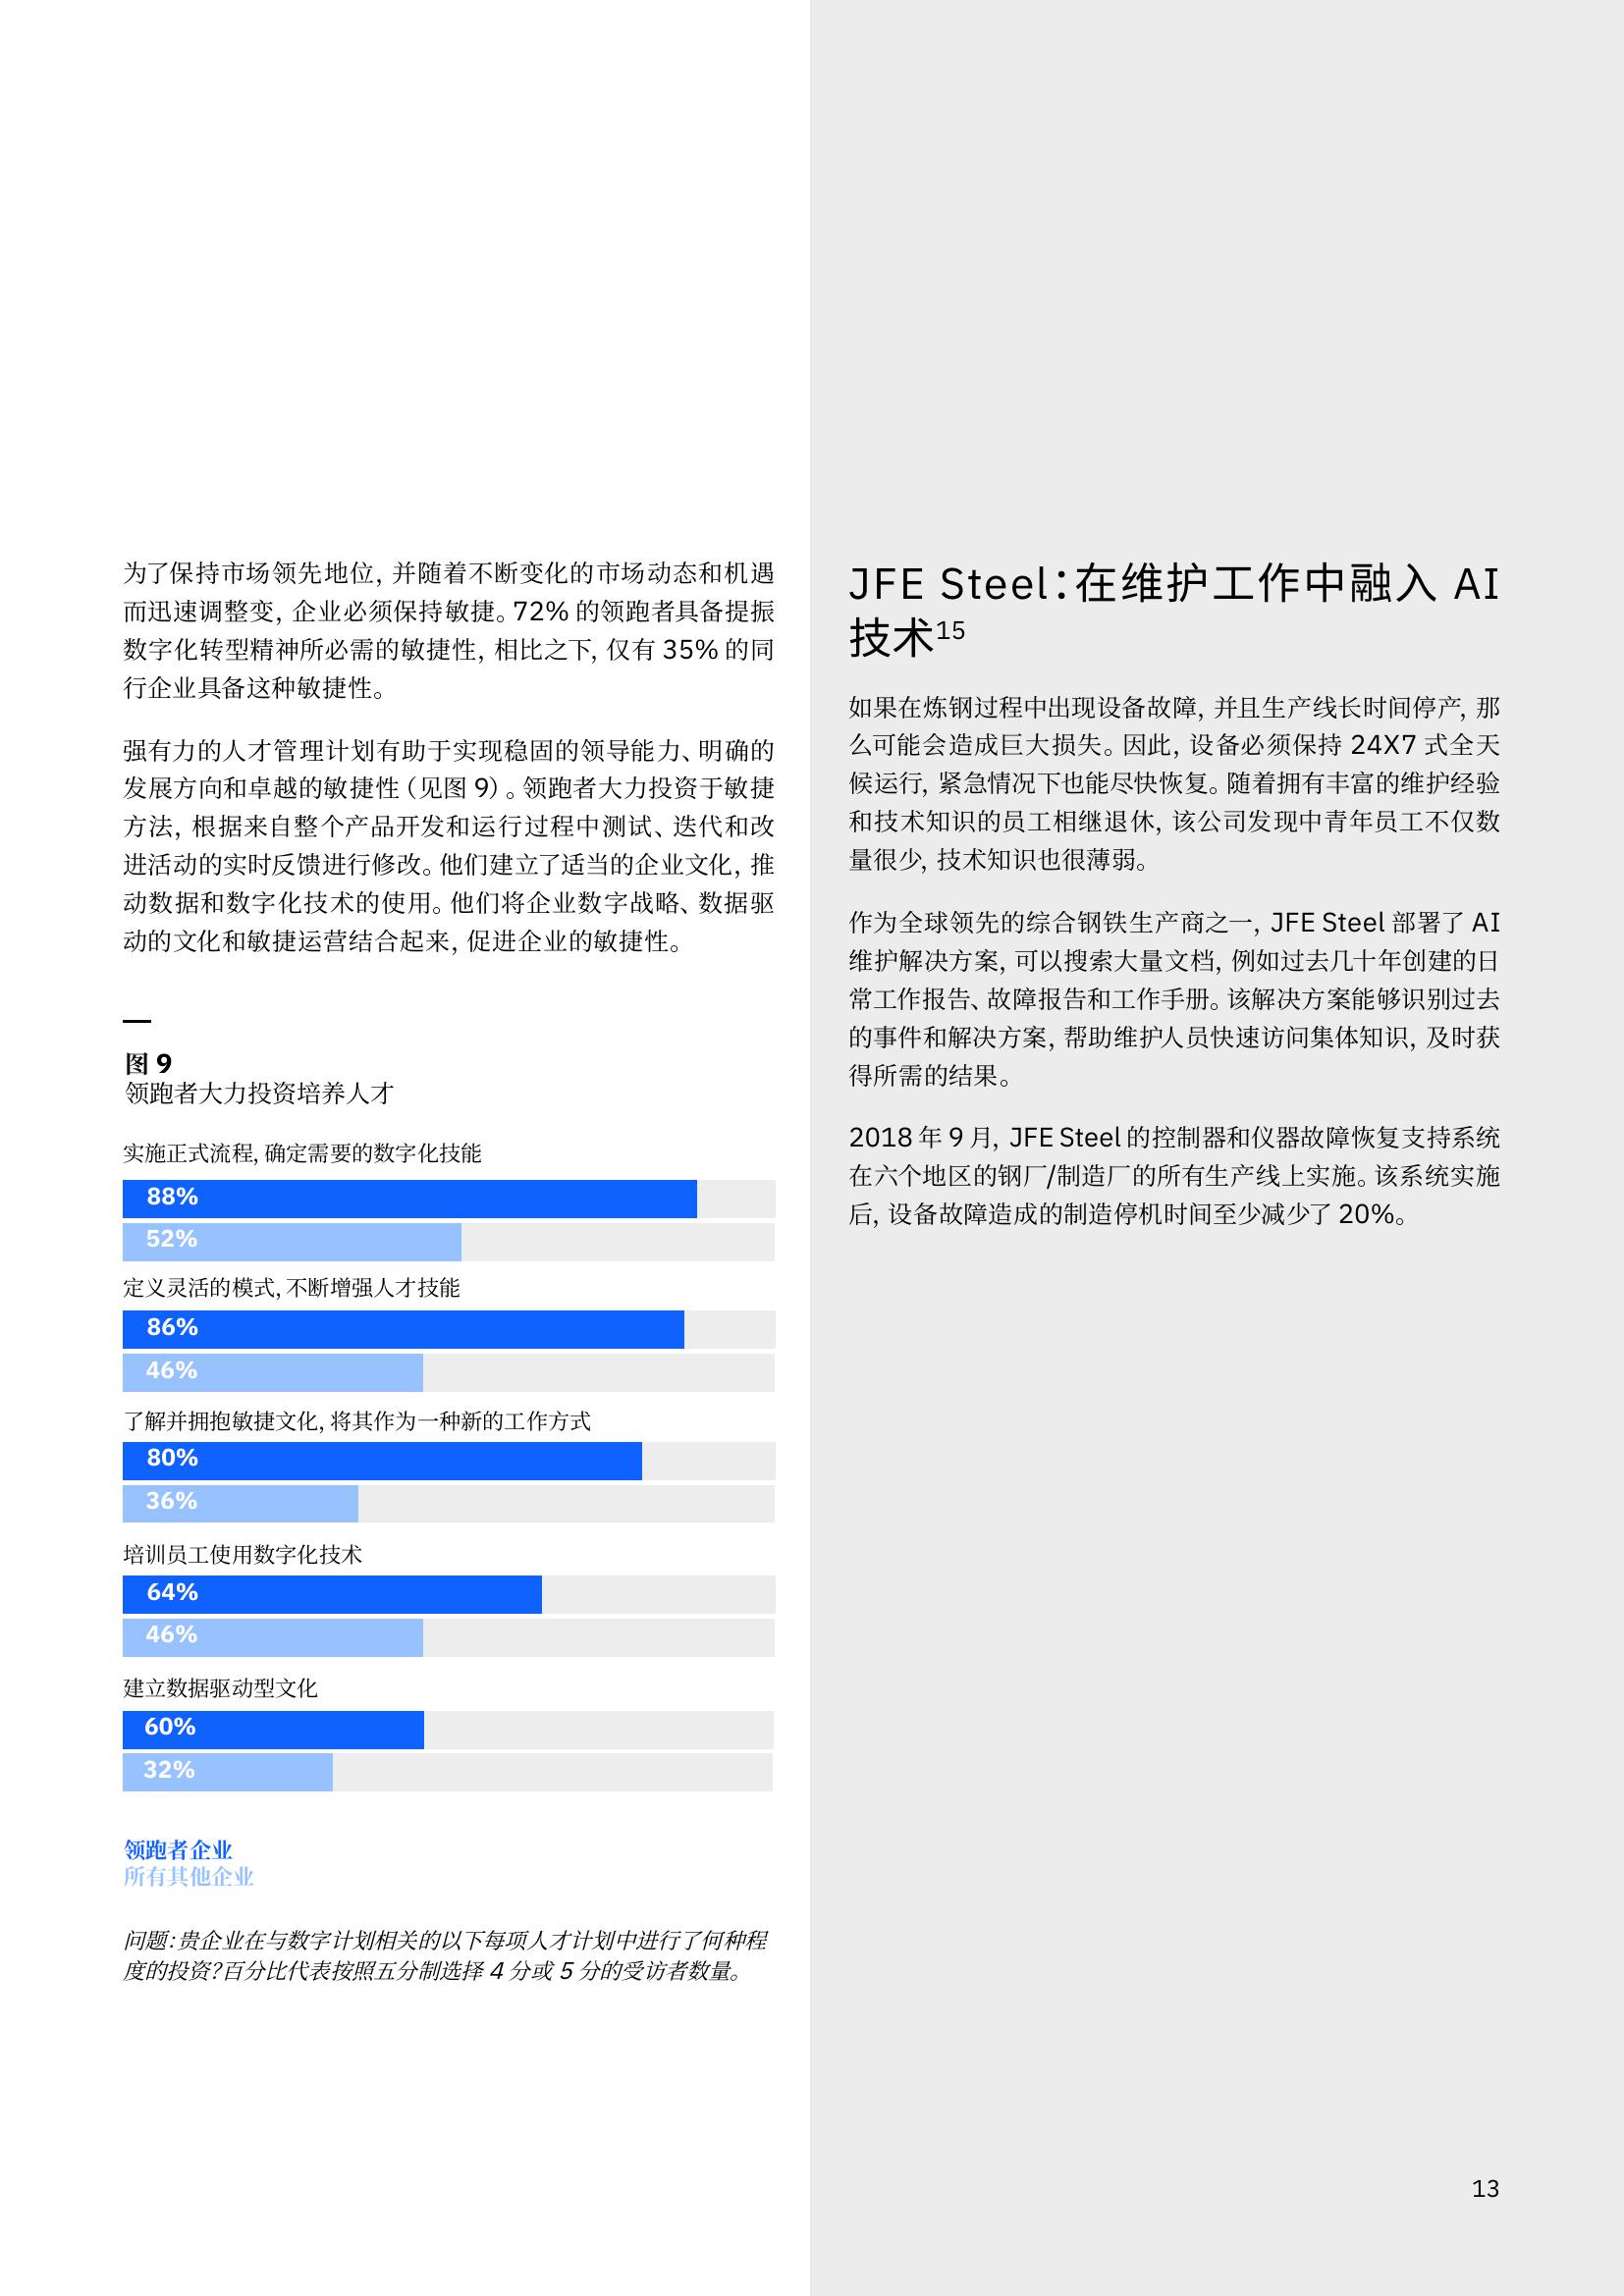 为了保持市场领先地位，并随着不断变化的市场动态和机遇
而迅速调整变，企业必须保持敏捷。72% 的领跑者具备提振
数字化转型精神所必需的敏捷性，相比之下，仅有 35% 的同
行企业具备这种敏捷性。
强有力的人才管理计划有助于实现稳固的领导能力、明确的
发展方向和卓越的敏捷性（见图 9）。领跑者大力投资于敏捷
方法，根据来自整个产品开发和运行过程中测试、迭代和改
进活动的实时反馈进行修改。他们建立了适当的企业文化，推
动数据和数字化技术的使用。他们将企业数字战略、数据驱
动的文化和敏捷运营结合起来，促进企业的敏捷性。
图 9
领跑者大力投资培养人才
实施正式流程，确定需要的数字化技能
88%
52%
定义灵活的模式，不断增强人才技能
86%
46%
了解并拥抱敏捷文化，将其作为一种新的工作方式
80%
36%
培训员工使用数字化技术
64%
46%
建立数据驱动型文化
60%
32%
领跑者企业
所有其他企业
问题：贵企业在与数字计划相关的以下每项人才计划中进行了何种程
度的投资？百分比代表按照五分制选择 4 分或 5 分的受访者数量。
JFE Steel：在维护工作中融入 AI
技术15
如果在炼钢过程中出现设备故障，并且生产线长时间停产，那
么可能会造成巨大损失。因此，设备必须保持 24X7 式全天
候运行，紧急情况下也能尽快恢复。随着拥有丰富的维护经验
和技术知识的员工相继退休，该公司发现中青年员工不仅数
量很少，技术知识也很薄弱。
作为全球领先的综合钢铁生产商之一，JFE Steel 部署了 AI
维护解决方案，可以搜索大量文档，例如过去几十年创建的日
常工作报告、故障报告和工作手册。该解决方案能够识别过去
的事件和解决方案，帮助维护人员快速访问集体知识，及时获
得所需的结果。
2018 年 9 月，JFE Steel 的控制器和仪器故障恢复支持系统
在六个地区的钢厂/制造厂的所有生产线上实施。该系统实施
后，设备故障造成的制造停机时间至少减少了 20%。
13